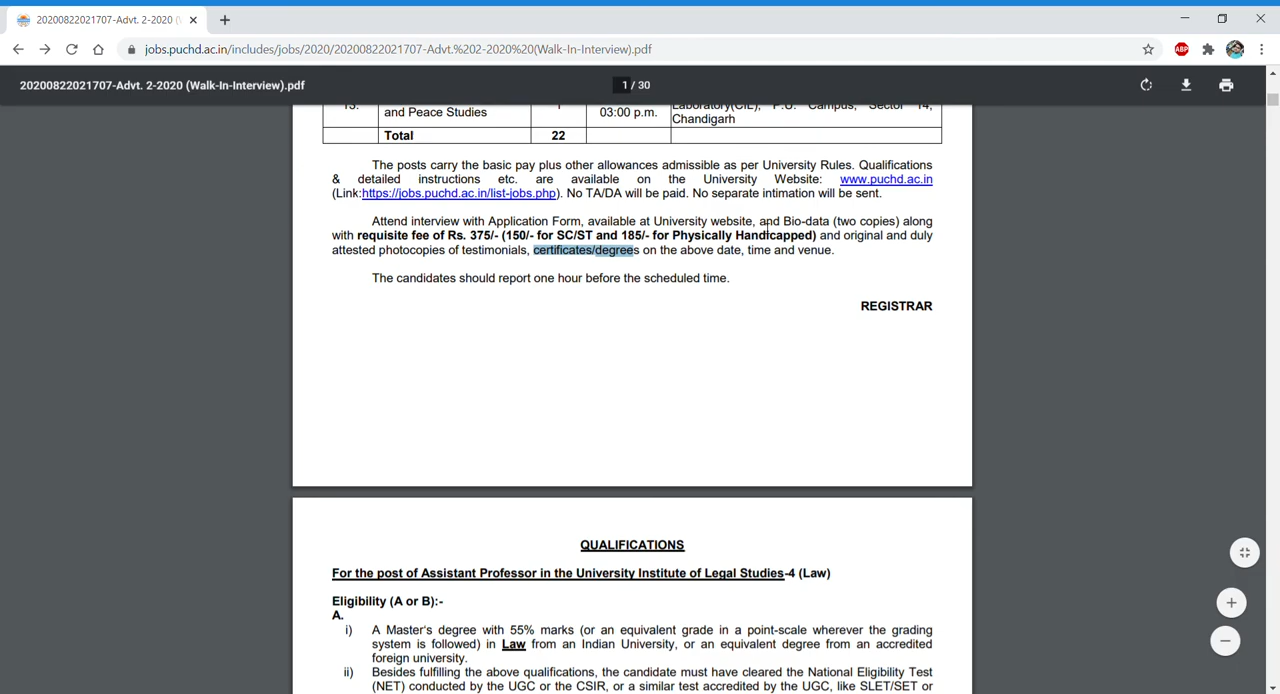 20200822021707-Advt. 2-2020 (
jobs.puchd.ac.in/includes/jobs/2020/20200822021707-Advt.%202-2020%20(Walk-In-Interview).pdf
ABP
20200822021707-Advt. 2-2020 (Walk-In-Interview).pdf
1 / 30
13. and Peace Studies 1 03:00 p.m. Laboratory(CIL), P.U. Campus, Sector 14, Chandigarh
Total 22
The posts carry the basic pay plus other allowances admissible as per University Rules. Qualifications
& detailed instructions etc. are available on the University Website: www.puchd.ac.in
(Link:https://jobs.puchd.ac.in/list-jobs.php). No TA/DA will be paid. No separate intimation will be sent.
Attend interview with Application Form, available at University website, and Bio-data (two copies) along
with requisite fee of Rs. 375/- (150/- for SC/ST and 185/- for Physically Handicapped) and original and duly
attested photocopies of testimonials, certificates/degrees on the above date, time and venue.
The candidates should report one hour before the scheduled time.
REGISTRAR
QUALIFICATIONS
For the post of Assistant Professor in the University Institute of Legal Studies-4 (Law)
Eligibility (A or B):-
A.
i) A Master's degree with 55% marks (or an equivalent grade in a point-scale wherever the grading
system is followed) in Law from an Indian University, or an equivalent degree from an accredited
foreign university.
ii) Besides fulfilling the above qualifications, the candidate must have cleared the National Eligibility Test
(NET) conducted by the UGC or the CSIR, or a similar test accredited by the UGC, like SLET/SET or